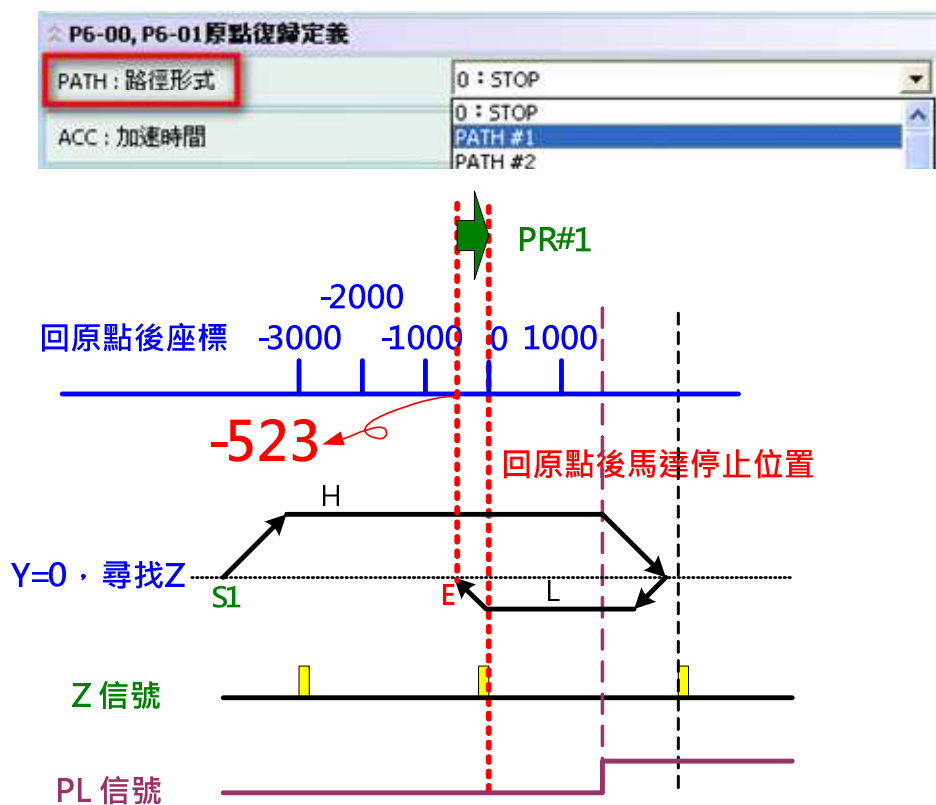 P6-00, P6-01原點復歸定義
PATH : 路徑形式
0 : STOP
0 : STOP
ACC : 加速時間
PATH #1
PATH #2
PR#1
-2000
回原點後座標 -3000 -1000 0 1000
-523
回原點後馬達停止位置
H
Y=0，尋找Z
S1
E
L
Z 信號
PL 信號